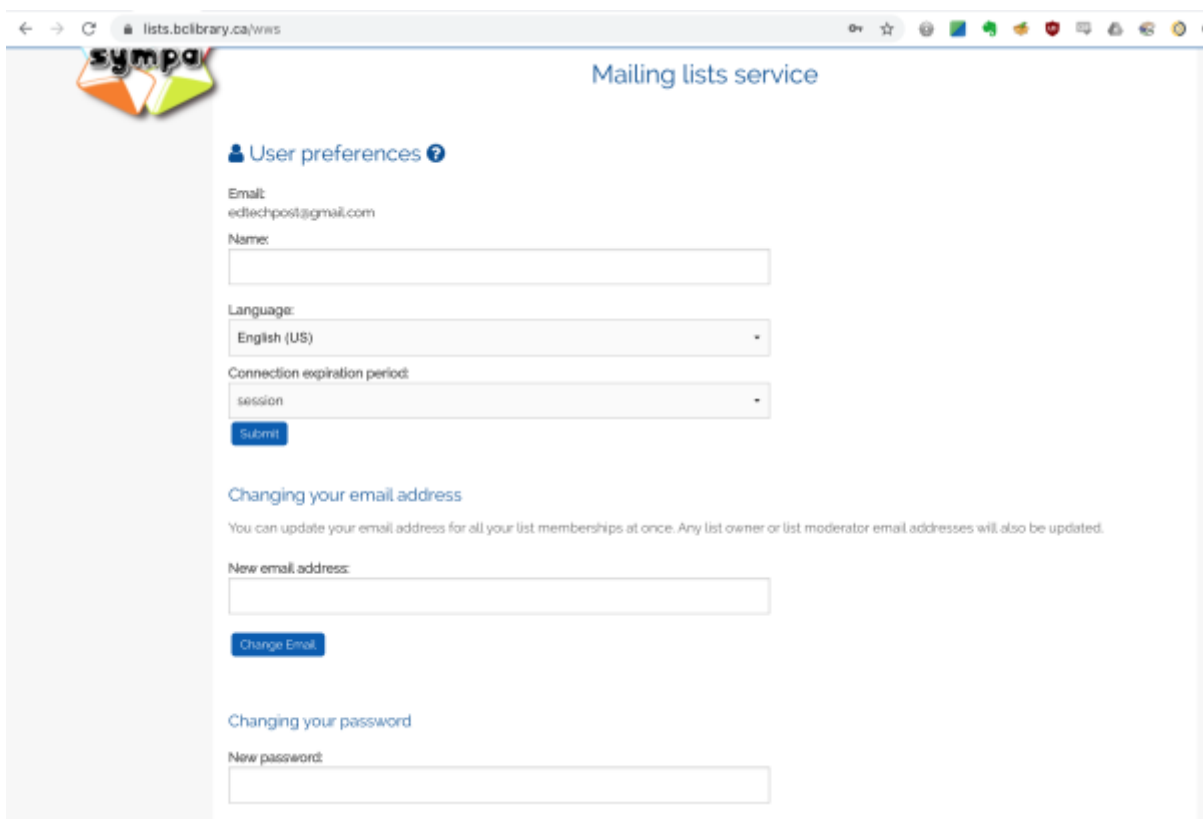 lists.bclibrary.ca/wws
sympa
Mailing lists service
User preferences
Email:
edtechpost@gmail.com
Name:
Language:
English (US)
Connection expiration period:
session
Submit
Changing your email address
You can update your email address for all your list memberships at once. Any list owner or list moderator email addresses will also be updated.
New email address:
Change Email
Changing your password
New password: